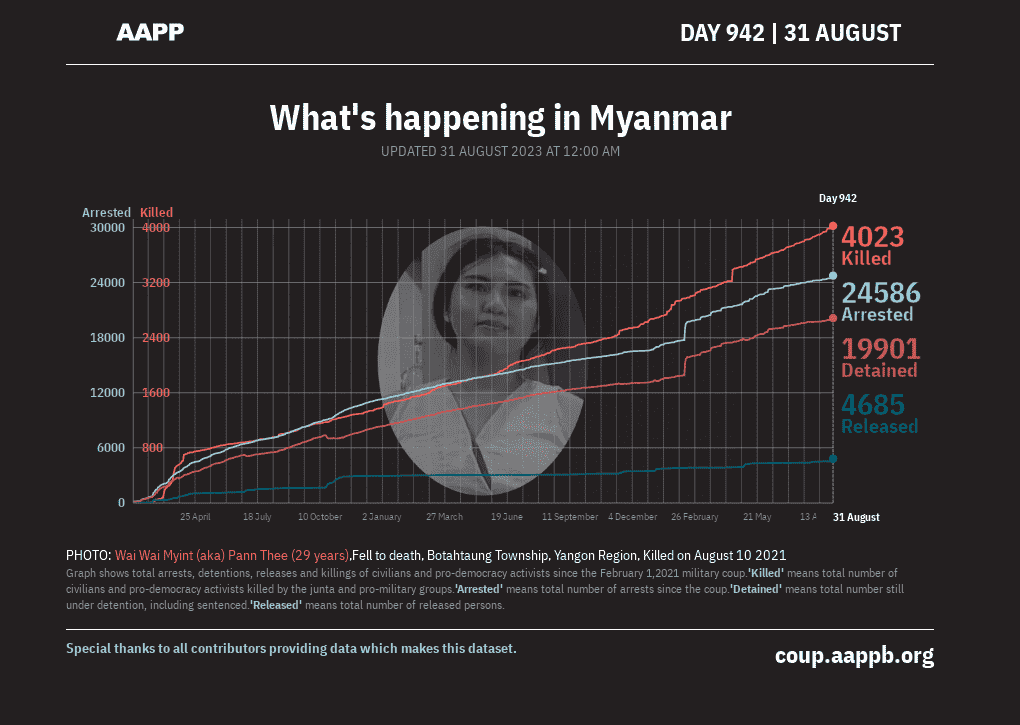 AAPP
DAY 942 | 31 AUGUST
What's happening in Myanmar
UPDATED 31 AUGUST 2023 AT 12:00 AM
Day 942
Arrested Killed
30000 4000
24000 3200
18000 2400
12000 1600
6000 800
0
4023
Killed
24586
Arrested
19901
Detained
4685
Released
25 April 18 July 10 October 2 January 27 March 19 June 11 September 4 December 26 February 21 May 13 A 31 August
PHOTO: Wai Wai Myint (aka) Pann Thee (29 years),Fell to death, Botahtaung Township, Yangon Region, Killed on August 10 2021
Graph shows total arrests, detentions, releases and killings of civilians and pro-democracy activists since the February 1,2021 military coup.'Killed' means total number of
civilians and pro-democracy activists killed by the junta and pro-military groups.'Arrested' means total number of arrests since the coup.'Detained' means total number still
under detention, including sentenced.'Released' means total number of released persons.
Special thanks to all contributors providing data which makes this dataset.
coup.aappb.org